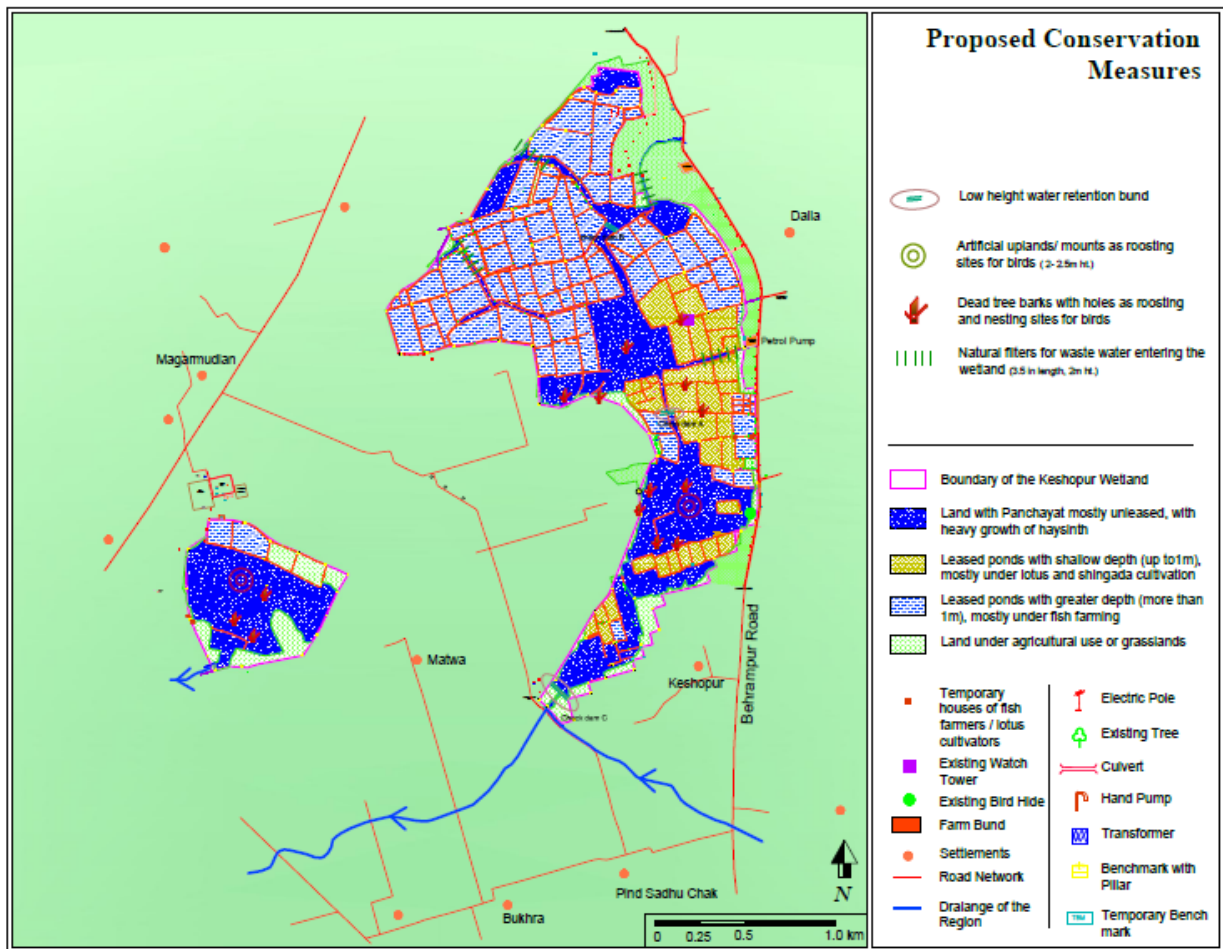 Proposed Conservation
Measures
Low height water retention bund
Artificial uplands/ mounts as roosting
sites for birds ( 2- 2.5m ht.)
Dead tree barks with holes as roosting
and nesting sites for birds
Natural filters for waste water entering the
wetland (3.5 in length, 2m ht.)
Boundary of the Keshopur Wetland
Land with Panchayat mostly unleased, with
heavy growth of haysinth
Leased ponds with shallow depth (up to1m),
mostly under lotus and shingada cultivation
Leased ponds with greater depth (more than
1m), mostly under fish farming
Land under agricultural use or grasslands
Temporary
houses of fish
farmers / lotus
cultivators
Existing Watch
Tower
Existing Bird Hide
Farm Bund
Settlements
Road Network
Dralange of the
Region
Electric Pole
Existing Tree
Culvert
Hand Pump
Transformer
Benchmark with
Pillar
TBM
Temporary Bench
mark
Dalla
Petrol Pump
Magarmudian
Matwa
Keshopur
Behrampur Road
Check dam C
Pind Sadhu Chak
Bukhra
N
0 0.25 0.5 1.0 km